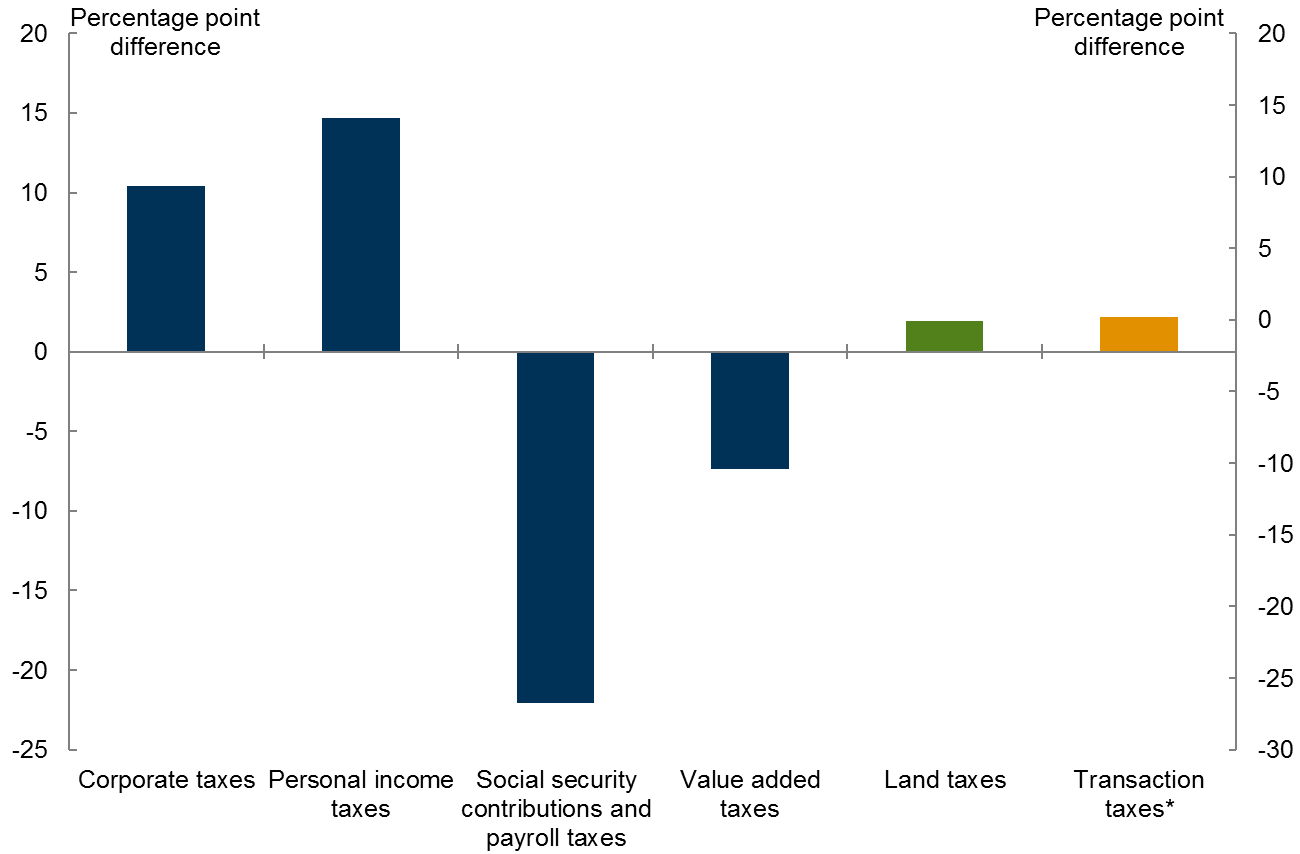 Percentage point
difference
Percentage point
difference
20
15
10
5
0
-5
-10
-15
-20
-25
20
15
10
5
0
-5
-10
-15
-20
-25
-30
Corporate taxes
Personal income
taxes
Social security
contributions and
payroll taxes
Value added
taxes
Land taxes
Transaction
taxes*